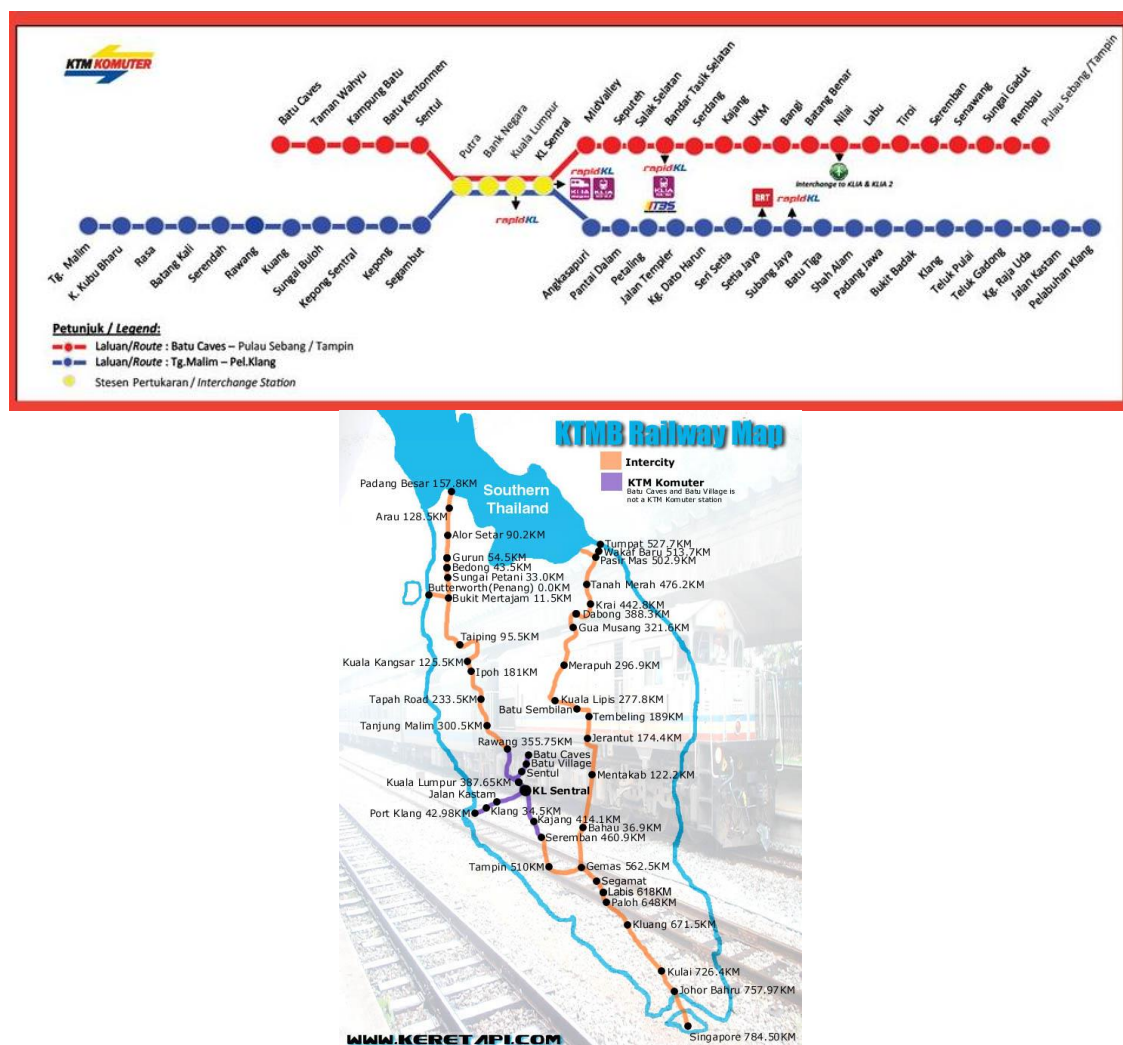 KTM KOMUTER
Batu Caves
Taman Wahyu
Kampung Batu
Batu Kentonmen
Sentul
Putra
Bank Negara
Kuala Lumpur
KL Sentral
MidValley
Seputeh
Salak Selatan
Bandar Tasik Selatan
Serdang
Kajang
UKM
Bangi
Batang Benar
Nilai
Labu
Tiroi
Seremban
Senawang
Sungai Gadut
Rembau
Pulau Sebang /Tampin
rapidKL
rapidKL
KLIA
KLIA
rapidKL
KLIA
ITBS
Interchange to KLIA & KLIA 2
BRT
rapidKL
Tg. Malim
K. Kubu Bharu
Rasa
Batang Kali
Serendah
Rawang
Kuang
Sungai Buloh
Kepong Sentral
Kepong
Segambut
Angkasapuri
Pantai Dalam
Petaling
Jalan Templer
Kg. Dato Harun
Seri Setia
Setia Jaya
Subang Jaya
Batu Tiga
Shah Alam
Padang Jawa
Bukit Badak
Klang
Teluk Pulai
Teluk Gadong
Kg. Raja Uda
Jalan Kastam
Pelabuhan Klang
Petunjuk / Legend:
Laluan/Route : Batu Caves – Pulau Sebang / Tampin
Laluan/Route : Tg.Malim – Pel.Klang
Stesen Pertukaran / Interchange Station
KTMB Railway Map
Intercity
KTM Komuter
Batu Caves and Batu Village is
not a KTM Komuter station
Southern
Thailand
Padang Besar 157.8KM
Arau 128.5KM
Alor Setar 90.2KM
Gurun 54.5KM
Bedong 43.5KM
Sungai Petani 33.0KM
Butterworth(Penang) 0.0KM
Bukit Mertajam 11.5KM
Taiping 95.5KM
Kuala Kangsar 125.5KM
Ipoh 181KM
Tapah Road 233.5KM
Tanjung Malim 300.5KM
Rawang 355.75KM
Batu Caves
Batu Village
Sentul
Kuala Lumpur 387.65KM
KL Sentral
Jalan Kastam
Klang 34.5KM
Port Klang 42.98KM
Kajang 414.1KM
Seremban 460.9KM
Tampin 510KM
Tumpat 527.7KM
Wakaf Baru 513.7KM
Pasir Mas 502.9KM
Tanah Merah 476.2KM
Krai 442.8KM
Dabong 388.3KM
Gua Musang 321.6KM
Merapuh 296.9KM
Kuala Lipis 277.8KM
Batu Sembilan
Tembeling 189KM
Jerantut 174.4KM
Mentakab 122.2KM
Bahau 36.9KM
Gemas 562.5KM
Segamat
Labis 618KM
Paloh 648KM
Kluang 671.5KM
Kulai 726.4KM
Johor Bahru 757.97KM
Singapore 784.50KM
WWW.KERETAPI.COM